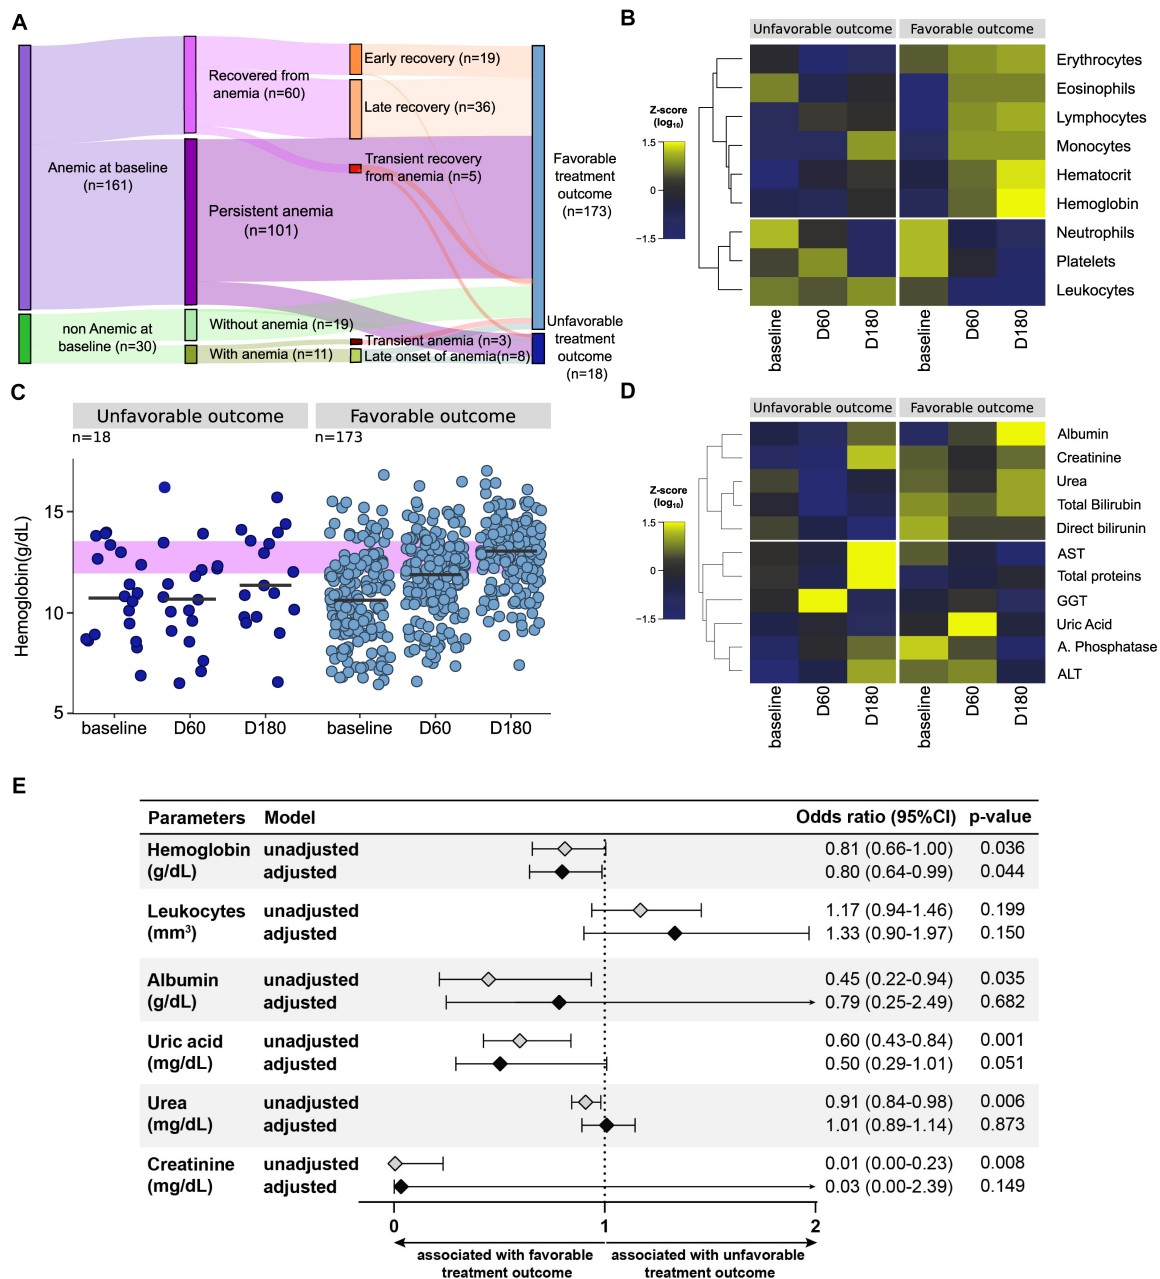 A
Anemic at baseline
(n=161)
non Anemic at
baseline (n=30)
Recovered from
anemia (n=60)
Persistent anemia
(n=101)
Without anemia (n=19)
With anemia (n=11)
Early recovery (n=19)
Late recovery (n=36)
Transient recovery
from anemia (n=5)
Transient anemia (n=3)
Late onset of anemia(n=8)
Favorable
treatment
outcome
(n=173)
Unfavorable
treatment
outcome
(n=18)
B
Unfavorable outcome
Favorable outcome
Z-score
(log10)
1.5
0
−1.5
Erythrocytes
Eosinophils
Lymphocytes
Monocytes
Hematocrit
Hemoglobin
Neutrophils
Platelets
Leukocytes
baseline
D60
D180
baseline
D60
D180
C
Unfavorable outcome
Favorable outcome
n=18
n=173
Hemoglobin(g/dL)
15
10
5
baseline
D60
D180
baseline
D60
D180
D
Unfavorable outcome
Favorable outcome
Z-score
(log10)
1.5
0
−1.5
Albumin
Creatinine
Urea
Total Bilirubin
Direct bilirunin
AST
Total proteins
GGT
Uric Acid
A. Phosphatase
ALT
baseline
D60
D180
baseline
D60
D180
E
Parameters Model Odds ratio (95%CI) p-value
Hemoglobin unadjusted 0.81 (0.66-1.00) 0.036
(g/dL) adjusted 0.80 (0.64-0.99) 0.044
Leukocytes unadjusted 1.17 (0.94-1.46) 0.199
(mm³) adjusted 1.33 (0.90-1.97) 0.150
Albumin unadjusted 0.45 (0.22-0.94) 0.035
(g/dL) adjusted 0.79 (0.25-2.49) 0.682
Uric acid unadjusted 0.60 (0.43-0.84) 0.001
(mg/dL) adjusted 0.50 (0.29-1.01) 0.051
Urea unadjusted 0.91 (0.84-0.98) 0.006
(mg/dL) adjusted 1.01 (0.89-1.14) 0.873
Creatinine unadjusted 0.01 (0.00-0.23) 0.008
(mg/dL) adjusted 0.03 (0.00-2.39) 0.149
0 1 2
associated with favorable
treatment outcome
associated with unfavorable
treatment outcome